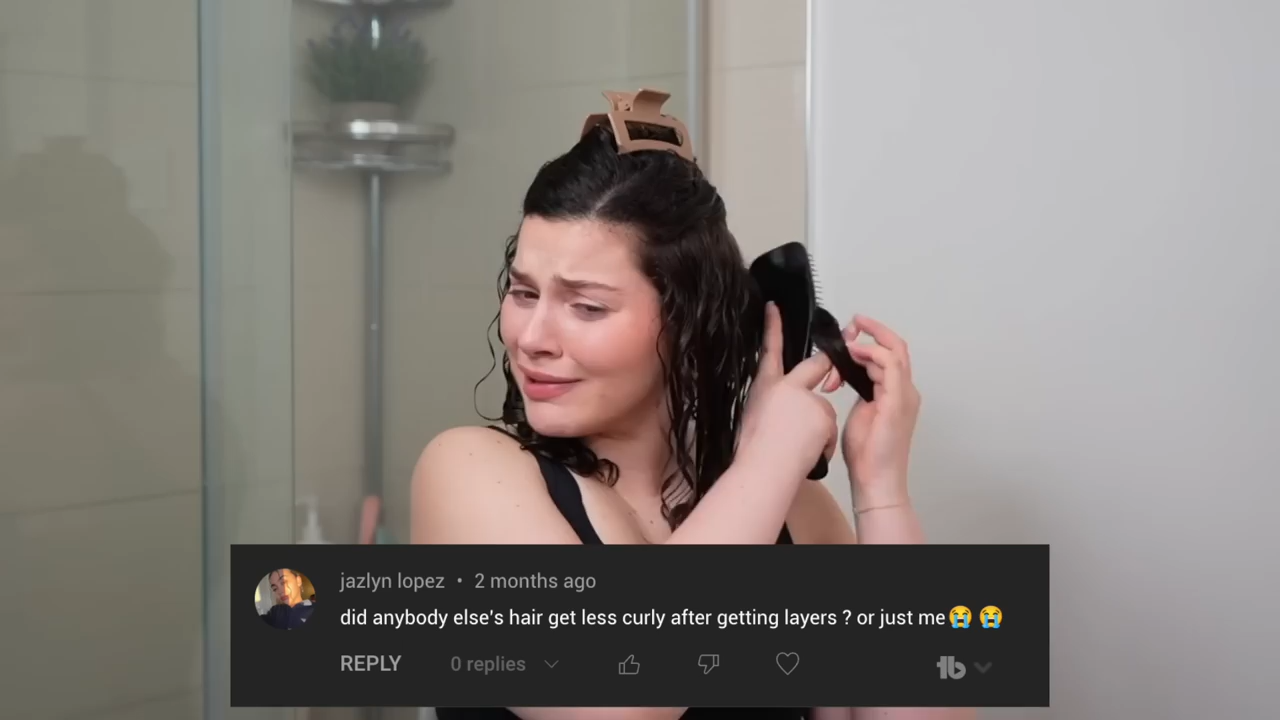 jazlyn lopez • 2 months ago
did anybody else's hair get less curly after getting layers ? or just me😭 😭
REPLY 0 replies
tb